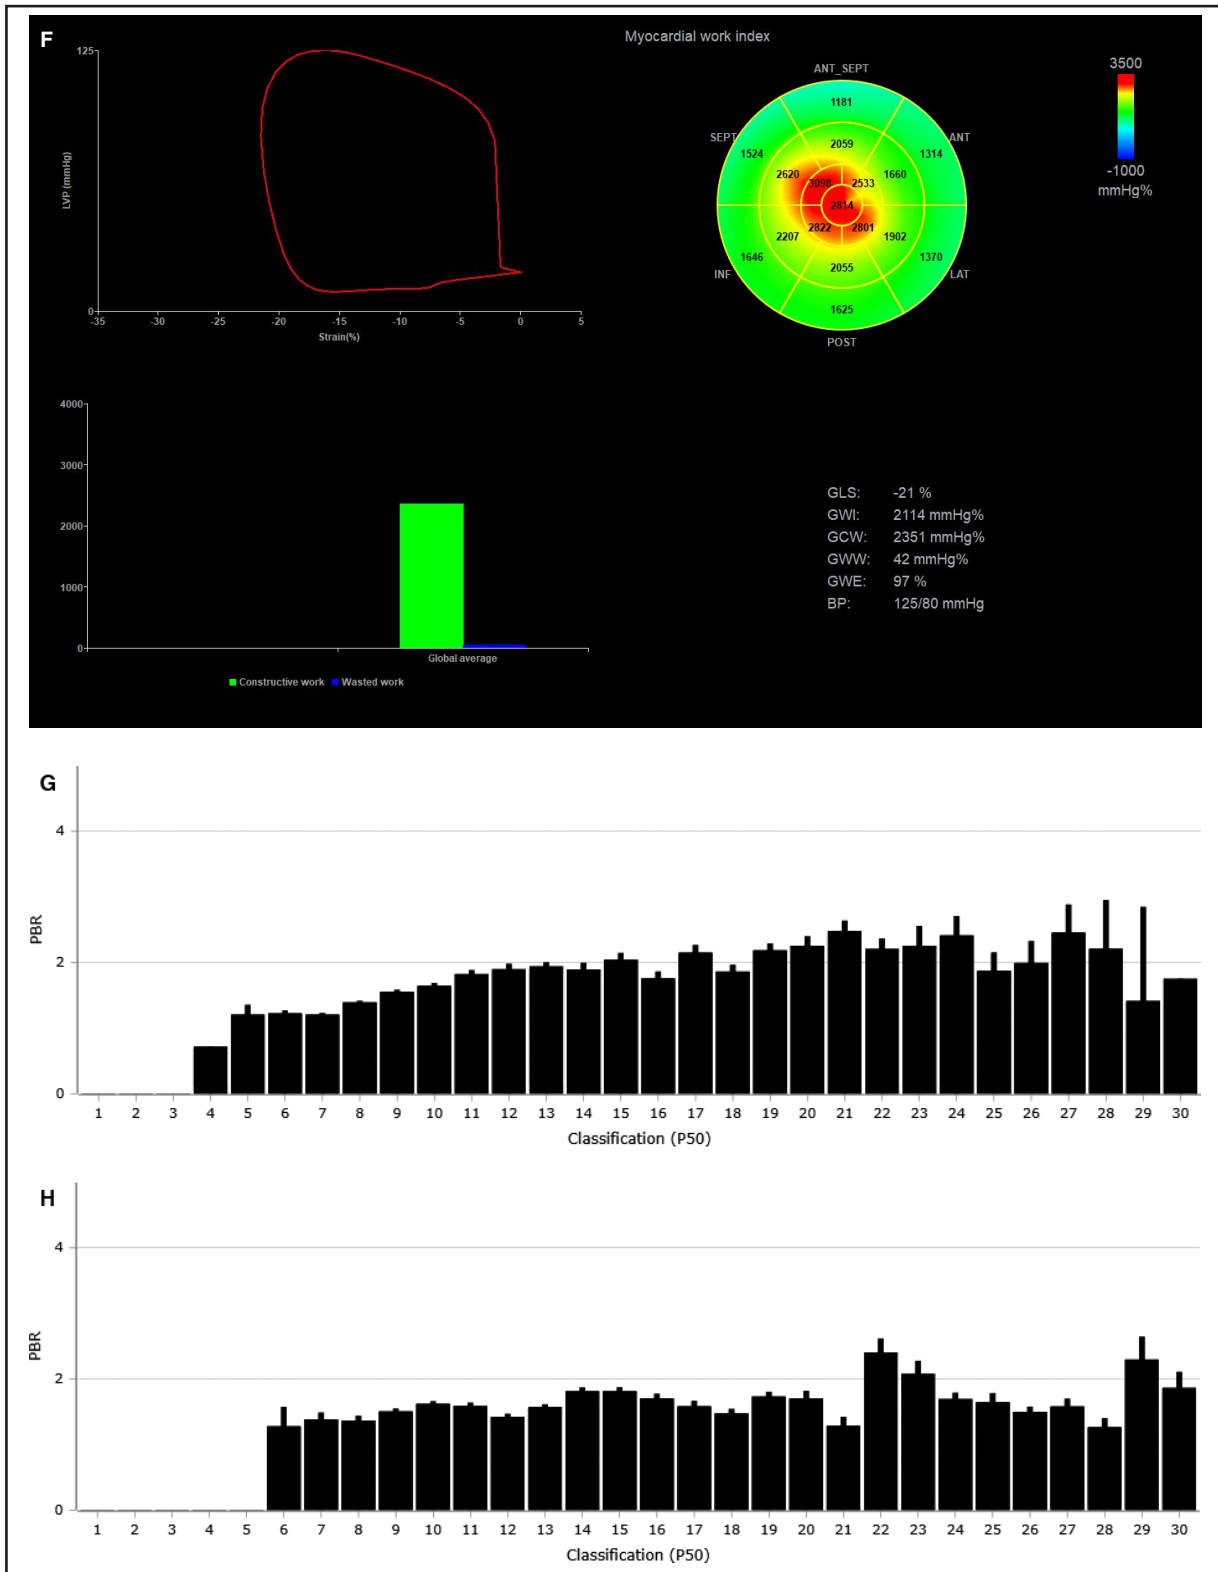 F
Myocardial work index
125
LVP (mmHg)
0
-35 -30 -25 -20 -15 -10 -5 0 5
Strain(%)
ANT_SEPT
SEPT
ANT
INF
LAT
POST
1181
1524
1314
2059
2620
1660
3098
2533
2814
2822
2801
2207
1902
1646
1370
2055
1625
3500
-1000
mmHg%
4000
3000
2000
1000
0
Global average
Constructive work Wasted work
GLS: -21 %
GWI: 2114 mmHg%
GCW: 2351 mmHg%
GWW: 42 mmHg%
GWE: 97 %
BP: 125/80 mmHg
G
4
PBR
2
0
1 2 3 4 5 6 7 8 9 10 11 12 13 14 15 16 17 18 19 20 21 22 23 24 25 26 27 28 29 30
Classification (P50)
H
4
PBR
2
0
1 2 3 4 5 6 7 8 9 10 11 12 13 14 15 16 17 18 19 20 21 22 23 24 25 26 27 28 29 30
Classification (P50)